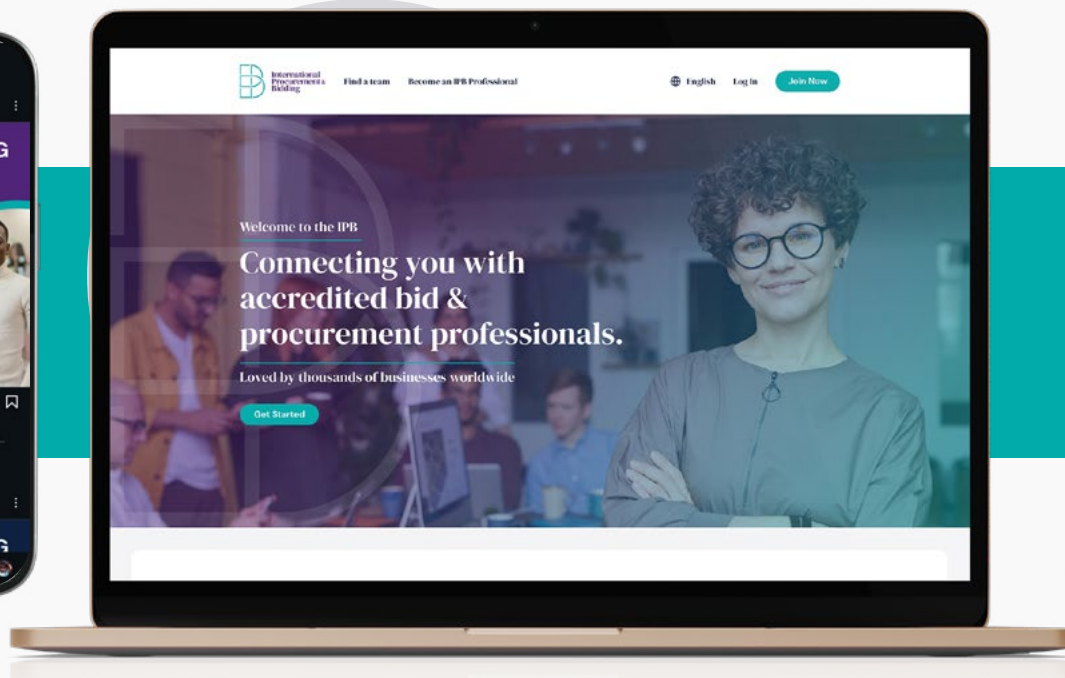 G
International
Procurement &
Bidding
Find a team
Become an IPB Professional
English
Log In
Join Now
Welcome to the IPB
Connecting you with
accredited bid &
procurement professionals.
Loved by thousands of businesses worldwide
Get Started
G